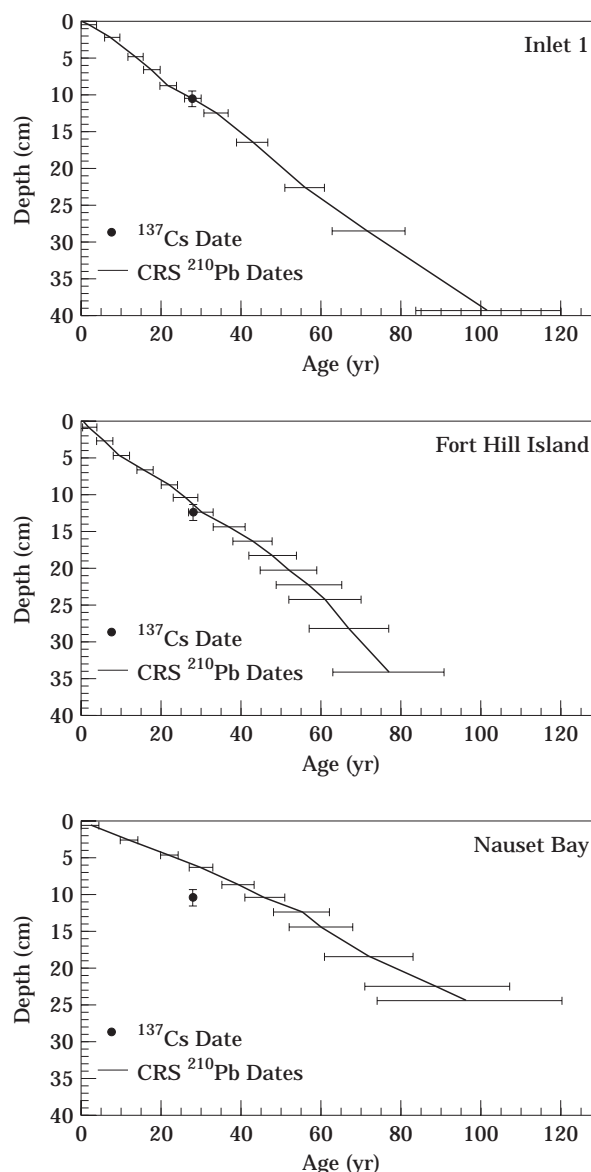 0
5
10
15
20
25
30
35
40
Depth (cm)
Inlet 1
¹³⁷Cs Date
CRS ²¹⁰Pb Dates
0 20 40 60 80 100 120
Age (yr)
0
5
10
15
20
25
30
35
40
Depth (cm)
Fort Hill Island
¹³⁷Cs Date
CRS ²¹⁰Pb Dates
0 20 40 60 80 100 120
Age (yr)
0
5
10
15
20
25
30
35
40
Depth (cm)
Nauset Bay
¹³⁷Cs Date
CRS ²¹⁰Pb Dates
0 20 40 60 80 100 120
Age (yr)